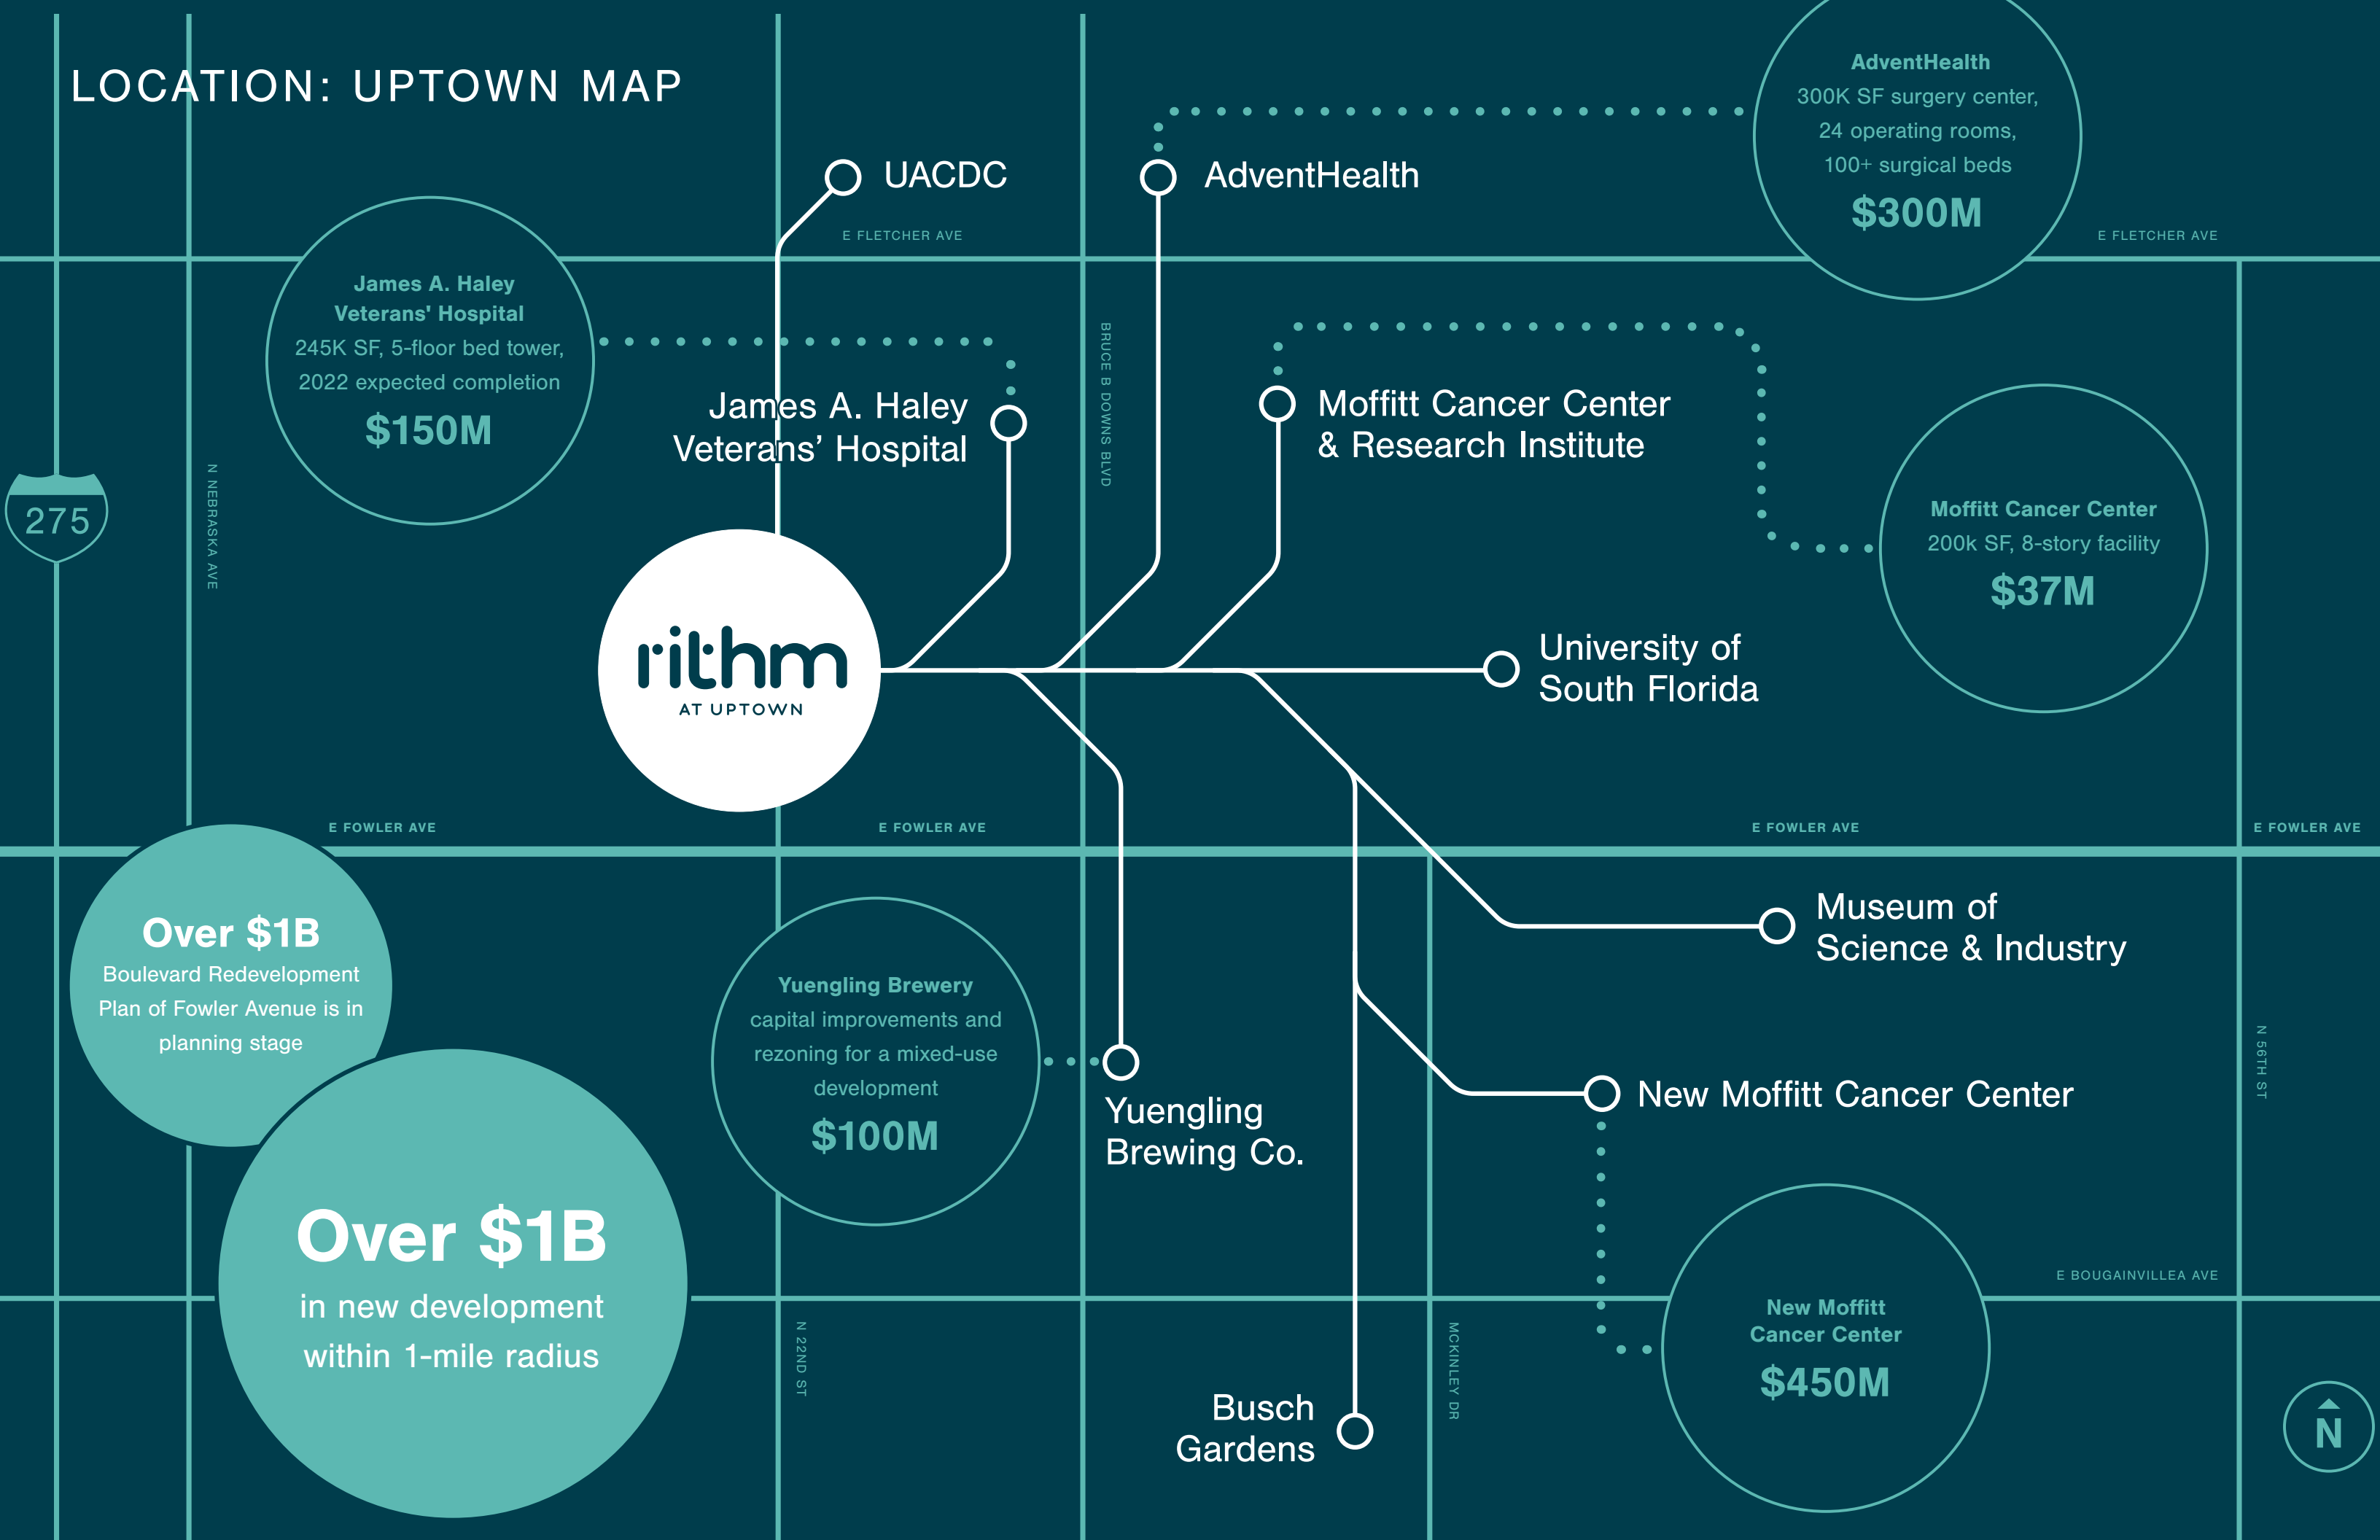 LOCATION: UPTOWN MAP
AdventHealth
300K SF surgery center,
24 operating rooms,
100+ surgical beds
$300M
UACDC
AdventHealth
E FLETCHER AVE
E FLETCHER AVE
James A. Haley
Veterans' Hospital
245K SF, 5-floor bed tower,
2022 expected completion
$150M
James A. Haley
Veterans’ Hospital
BRUCE B DOWNS BLVD
Moffitt Cancer Center
& Research Institute
275
N NEBRASKA AVE
Moffitt Cancer Center
200k SF, 8-story facility
$37M
rithm
AT UPTOWN
University of
South Florida
E FOWLER AVE
E FOWLER AVE
E FOWLER AVE
E FOWLER AVE
Over $1B
Boulevard Redevelopment
Plan of Fowler Avenue is in
planning stage
Museum of
Science & Industry
Yuengling Brewery
capital improvements and
rezoning for a mixed-use
development
$100M
Yuengling
Brewing Co.
New Moffitt Cancer Center
N 56TH ST
Over $1B
in new development
within 1-mile radius
E BOUGAINVILLEA AVE
New Moffitt
Cancer Center
$450M
N 22ND ST
MCKINLEY DR
Busch
Gardens
N